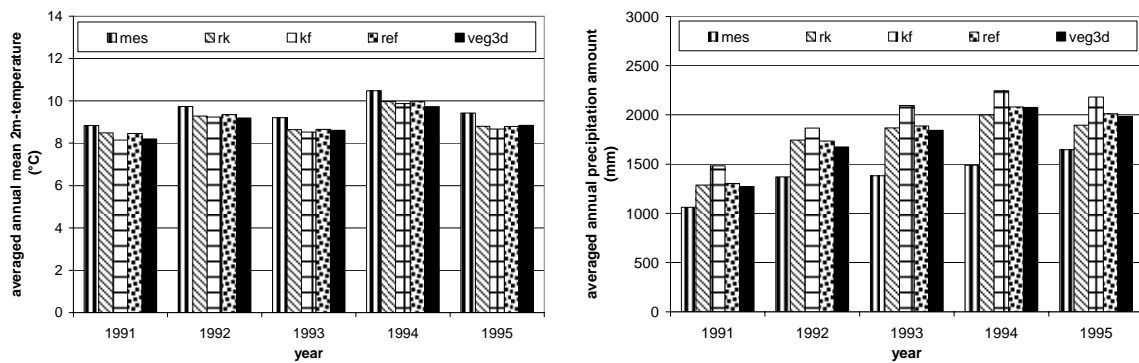 averaged annual mean 2m-temperature
(°C)
14
12
10
8
6
4
2
0
mes rk kf ref veg3d
1991 1992 1993 1994 1995
year
averaged annual precipitation amount
(mm)
3000
2500
2000
1500
1000
500
0
mes rk kf ref veg3d
1991 1992 1993 1994 1995
year